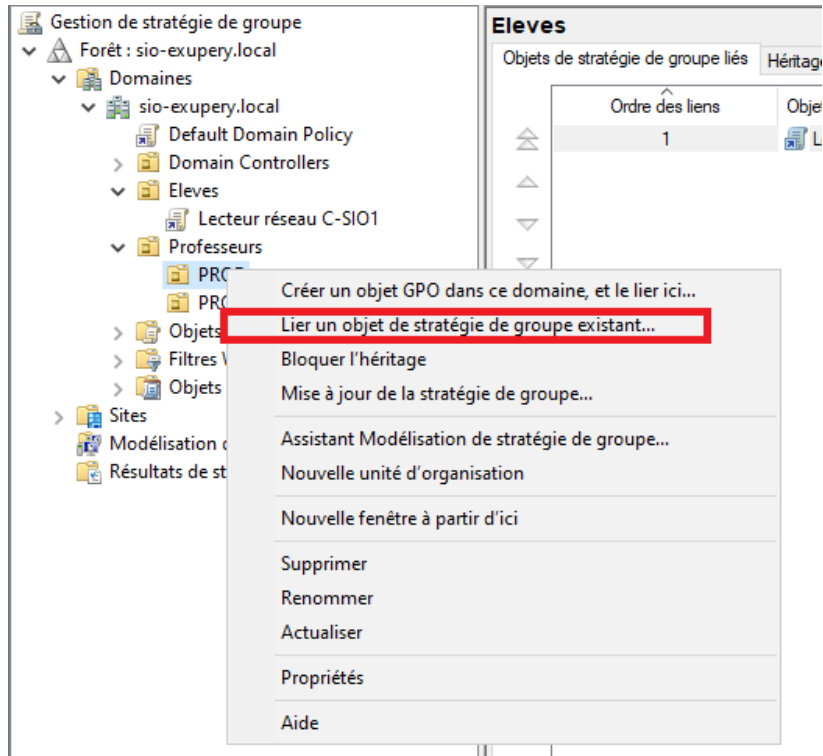 Gestion de stratégie de groupe
Forêt : sio-exupery.local
Domaines
sio-exupery.local
Default Domain Policy
Domain Controllers
Eleves
Lecteur réseau C-SIO1
Professeurs
Objets
Filtres
Objets
Sites
Modélisation
Résultats de st
Eleves
Objets de stratégie de groupe liés
Héritage
Ordre des liens
Obje
1
L
Créer un objet GPO dans ce domaine, et le lier ici...
Lier un objet de stratégie de groupe existant...
Bloquer l'héritage
Mise à jour de la stratégie de groupe...
Assistant Modélisation de stratégie de groupe...
Nouvelle unité d'organisation
Nouvelle fenêtre à partir d'ici
Supprimer
Renommer
Actualiser
Propriétés
Aide